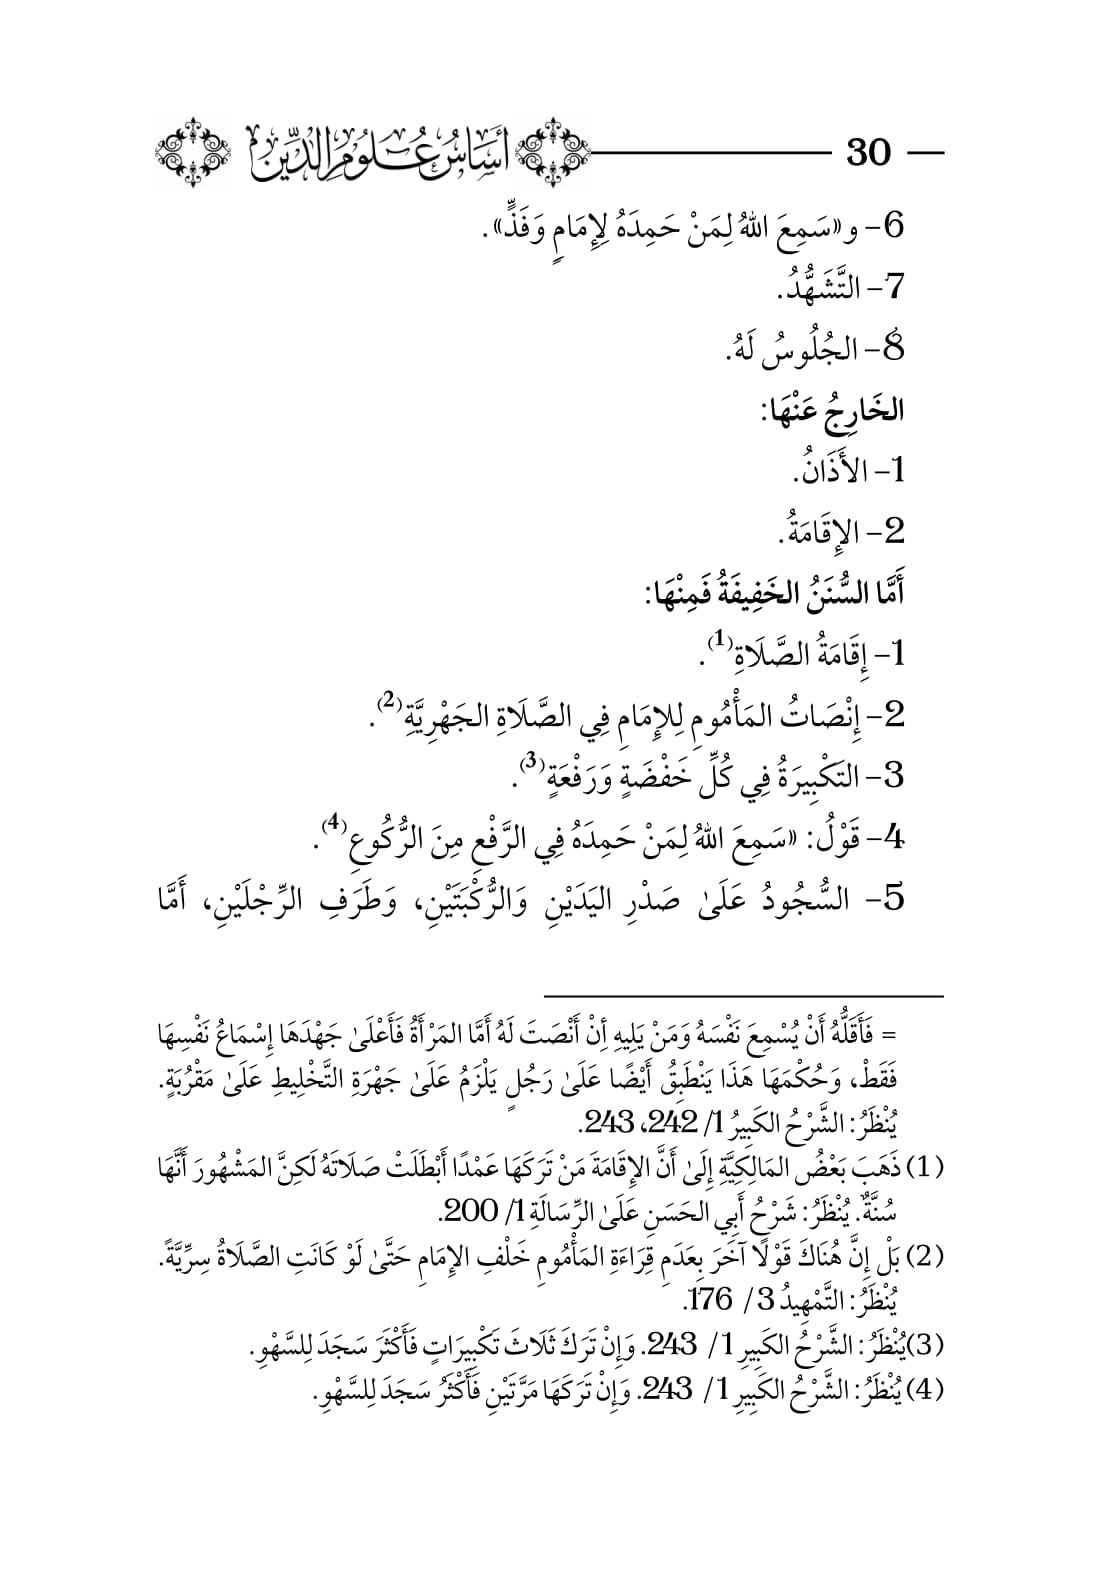 30 أَسَاسُ عُلُومِ الدِّينِ
6- و«سَمِعَ اللهُ لِمَنْ حَمِدَهُ لِإِمَامٍ وَفَذٍّ».
7- التَّشَهُّدُ.
8- الجُلُوسُ لَهُ.
الخَارِجُ عَنْهَا:
1- الأَذَانُ.
2- الإِقَامَةُ.
أَمَّا السُّنَنُ الخَفِيفَةُ فَمِنْهَا:
1- إِقَامَةُ الصَّلَاةِ(1).
2- إِنْصَاتُ المَأْمُومِ لِلإِمَامِ فِي الصَّلَاةِ الجَهْرِيَّةِ(2).
3- التَكْبِيرَةُ فِي كُلِّ خَفْضَةٍ وَرَفْعَةٍ(3).
4- قَوْلُ: «سَمِعَ اللهُ لِمَنْ حَمِدَهُ فِي الرَّفْعِ مِنَ الرُّكُوعِ(4).
5- السُّجُودُ عَلَىٰ صَدْرِ اليَدَيْنِ وَالرُّكْبَتَيْنِ، وَطَرَفِ الرِّجْلَيْنِ، أَمَّا
= فَأَقَلُّهُ أَنْ يُسْمِعَ نَفْسَهُ وَمَنْ يَلِيهِ أِنْ أَنْصَتَ لَهُ أَمَّا المَرْأَةُ فَأَعْلَىٰ جَهْدَهَا إِسْمَاعُ نَفْسِهَا
فَقَطْ، وَحُكْمَهَا هَذَا يَنْطَبِقُ أَيْضًا عَلَىٰ رَجُلٍ يَلْزَمُ عَلَىٰ جَهْرَةِ التَّخْلِيطِ عَلَىٰ مَقْرُبَةٍ.
يُنْظَرُ: الشَّرْحُ الكَبِيرُ 1/ 242، 243.
(1) ذَهَبَ بَعْضُ المَالِكِيَّةِ إِلَىٰ أَنَّ الإِقَامَةَ مَنْ تَرَكَهَا عَمْدًا أَبْطَلَتْ صَلَاتَهُ لَكِنَّ المَشْهُورَ أَنَّهَا
سُنَّةٌ. يُنْظَرُ: شَرْحُ أَبِي الحَسَنِ عَلَىٰ الرِّسَالَةِ 1/ 200.
(2) بَلْ إِنَّ هُنَاكَ قَوْلًا آخَرَ بِعَدَمِ قِرَاءَةِ المَأْمُومِ خَلْفِ الإِمَامِ حَتَّىٰ لَوْ كَانَتِ الصَّلَاةُ سِرِّيَّةً.
يُنْظَرُ: التَّمْهِيدُ 3/ 176.
(3) يُنْظَرُ: الشَّرْحُ الكَبِيرِ 1/ 243. وَإِنْ تَرَكَ ثَلَاثَ تَكْبِيرَاتٍ فَأَكْثَرَ سَجَدَ لِلسَّهْوِ.
(4) يُنْظَرُ: الشَّرْحُ الكَبِيرِ 1/ 243. وَإِنْ تَرَكَهَا مَرَّتَيْنِ فَأَكْثَرُ سَجَدَ لِلسَّهْوِ.